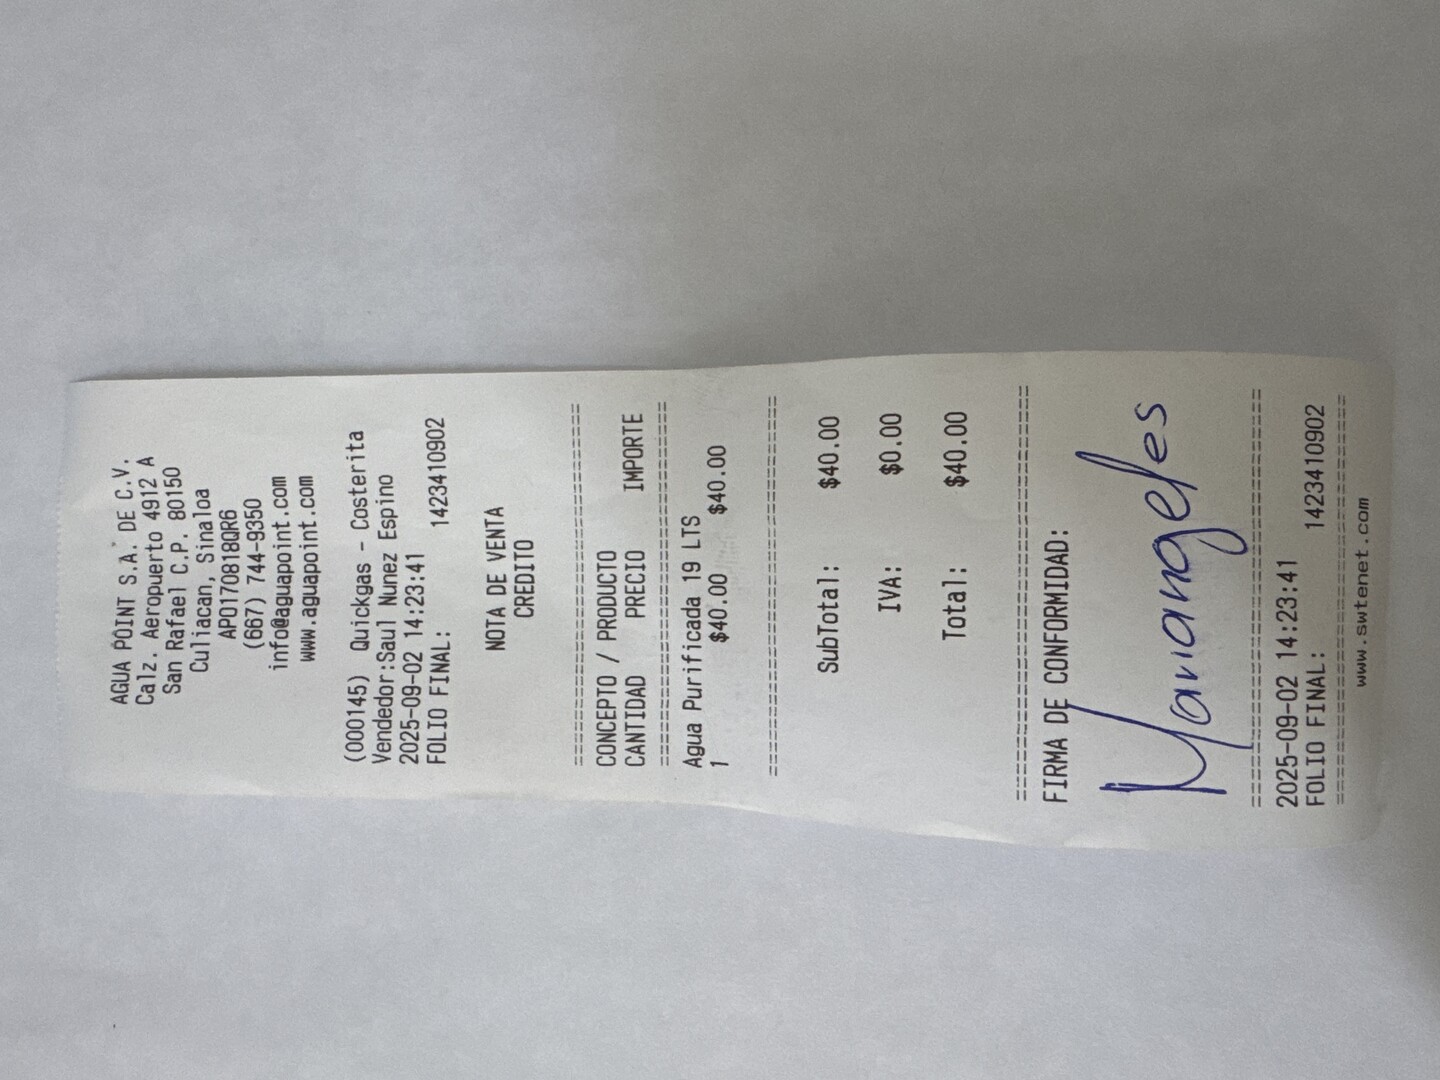 AGUA POINT S.A. DE C.V.
Calz. Aeropuerto 4912 A
San Rafael C.P. 80150
Culiacan, Sinaloa
APO170818QR6
(667) 744-9350
info@aguapoint.com
www.aguapoint.com
(000145) Quickgas - Costerita
Vendedor:Saul Nunez Espino
2025-09-02 14:23:41
FOLIO FINAL: 1423410902
NOTA DE VENTA
CREDITO
CONCEPTO / PRODUCTO
CANTIDAD PRECIO IMPORTE
Agua Purificada 19 LTS
1 $40.00 $40.00
SubTotal: $40.00
IVA: $0.00
Total: $40.00
FIRMA DE CONFORMIDAD:
Mariangeles
2025-09-02 14:23:41
FOLIO FINAL: 1423410902
www.swtenet.com